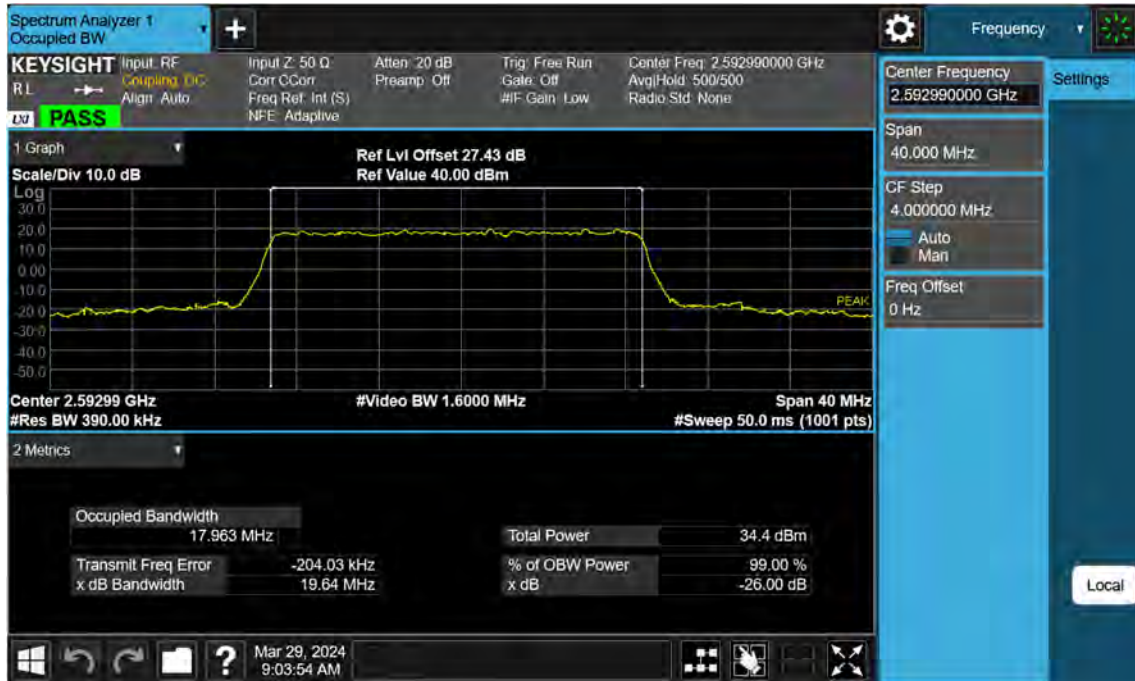 Spectrum Analyzer 1
Occupied BW
+
Frequency
KEYSIGHT Input: RF Input Z: 50 Ω Atten: 20 dB Trig: Free Run Center Freq: 2.592990000 GHz
RL Coupling: DC Corr CCorr Preamp: Off Gate: Off Avg|Hold: 500/500
Align: Auto Freq Ref: Int (S) #IF Gain: Low Radio Std: None
LXI PASS NFE: Adaptive
Center Frequency
2.592990000 GHz
Settings
Span
40.000 MHz
CF Step
4.000000 MHz
Auto
Man
Freq Offset
0 Hz
Local
1 Graph
Ref Lvl Offset 27.43 dB
Scale/Div 10.0 dB Ref Value 40.00 dBm
Log
30.0
20.0
10.0
0.00
-10.0
PEAK
-20.0
-30.0
-40.0
-50.0
Center 2.59299 GHz #Video BW 1.6000 MHz Span 40 MHz
#Res BW 390.00 kHz #Sweep 50.0 ms (1001 pts)
2 Metrics
Occupied Bandwidth
17.963 MHz Total Power 34.4 dBm
Transmit Freq Error -204.03 kHz % of OBW Power 99.00 %
x dB Bandwidth 19.64 MHz x dB -26.00 dB
? Mar 29, 2024
9:03:54 AM